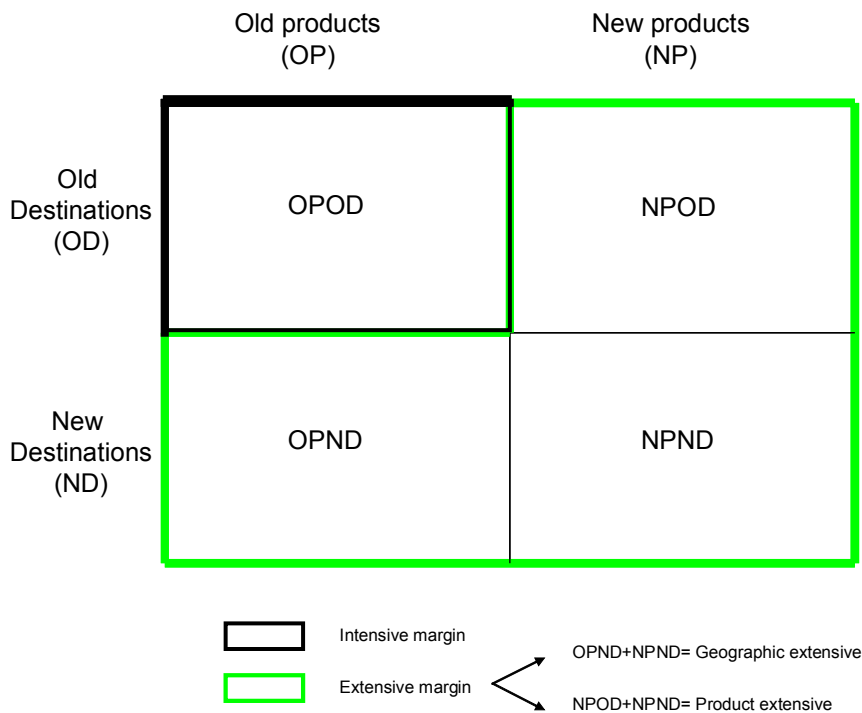 Old products
(OP)
New products
(NP)
Old
Destinations
(OD)
OPOD
NPOD
New
Destinations
(ND)
OPND
NPND
Intensive margin
Extensive margin
OPND+NPND= Geographic extensive
NPOD+NPND= Product extensive